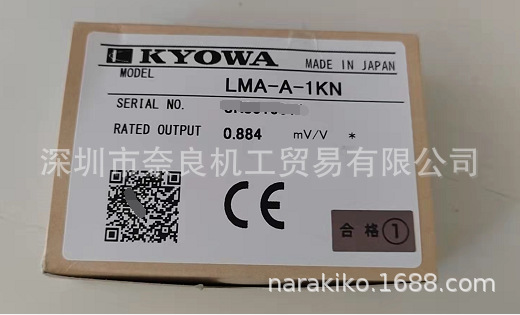 KYOWA
MADE IN JAPAN
MODEL LMA-A-1KN
SERIAL NO.
RATED OUTPUT 0.884 mV/V *
深圳市奈良机工贸易有限公司
CE
合格①
narakiko.1688.com